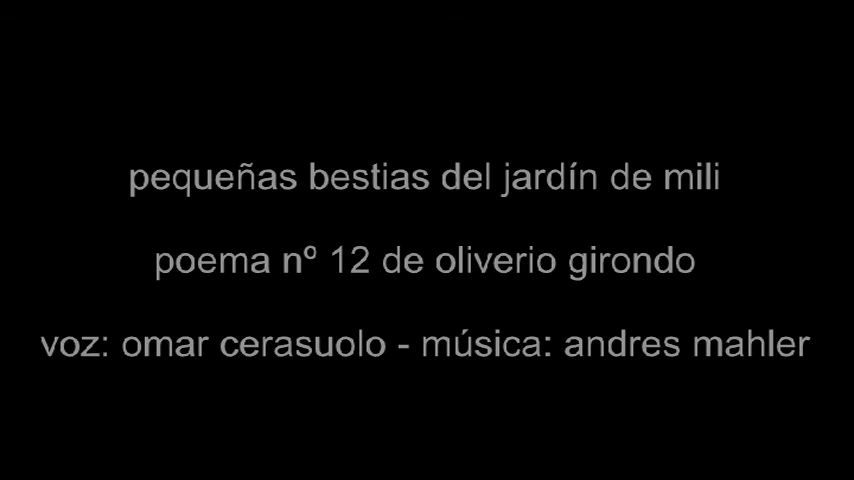 pequeñas bestias del jardín de mili
poema nº 12 de oliverio girondo
voz: omar cerasuolo - música: andres mahler